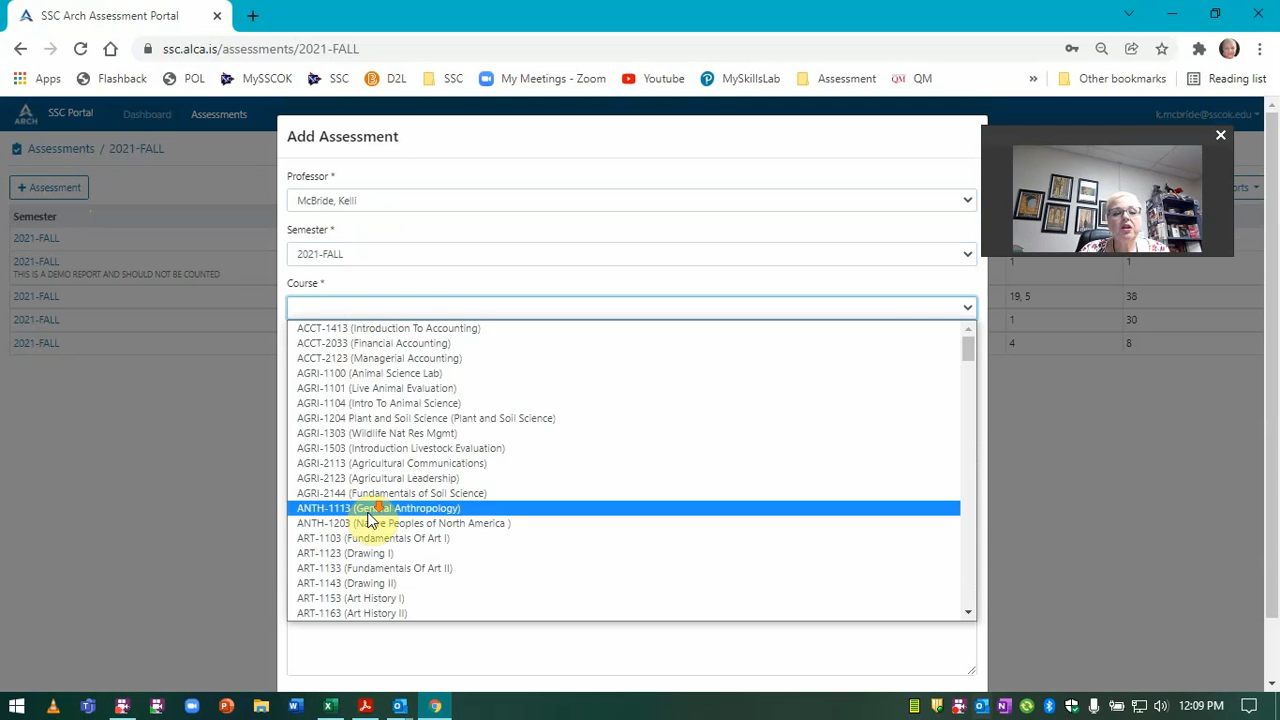 SSC Arch Assessment Portal
ssc.alca.is/assessments/2021-FALL
Apps Flashback POL MySSCOK SSC D2L SSC My Meetings - Zoom Youtube MySkillsLab Assessment QM QM » Other bookmarks Reading list
ARCH SSC Portal Dashboard Assessments k.mcbride@sscok.edu
Assessments / 2021-FALL
+ Assessment
Semester
2021-FALL
2021-FALL
THIS IS A DEMO REPORT AND SHOULD NOT BE COUNTED
2021-FALL
2021-FALL
2021-FALL
Add Assessment
Professor *
McBride, Kelli
Semester *
2021-FALL
Course *
ACCT-1413 (Introduction To Accounting)
ACCT-2033 (Financial Accounting)
ACCT-2123 (Managerial Accounting)
AGRI-1100 (Animal Science Lab)
AGRI-1101 (Live Animal Evaluation)
AGRI-1104 (Intro To Animal Science)
AGRI-1204 Plant and Soil Science (Plant and Soil Science)
AGRI-1303 (Wildlife Nat Res Mgmt)
AGRI-1503 (Introduction Livestock Evaluation)
AGRI-2113 (Agricultural Communications)
AGRI-2123 (Agricultural Leadership)
AGRI-2144 (Fundamentals of Soil Science)
ANTH-1113 (General Anthropology)
ANTH-1203 (Native Peoples of North America )
ART-1103 (Fundamentals Of Art I)
ART-1123 (Drawing I)
ART-1133 (Fundamentals Of Art II)
ART-1143 (Drawing II)
ART-1153 (Art History I)
ART-1163 (Art History II)
1 1
19, 5 38
1 30
4 8
12:09 PM